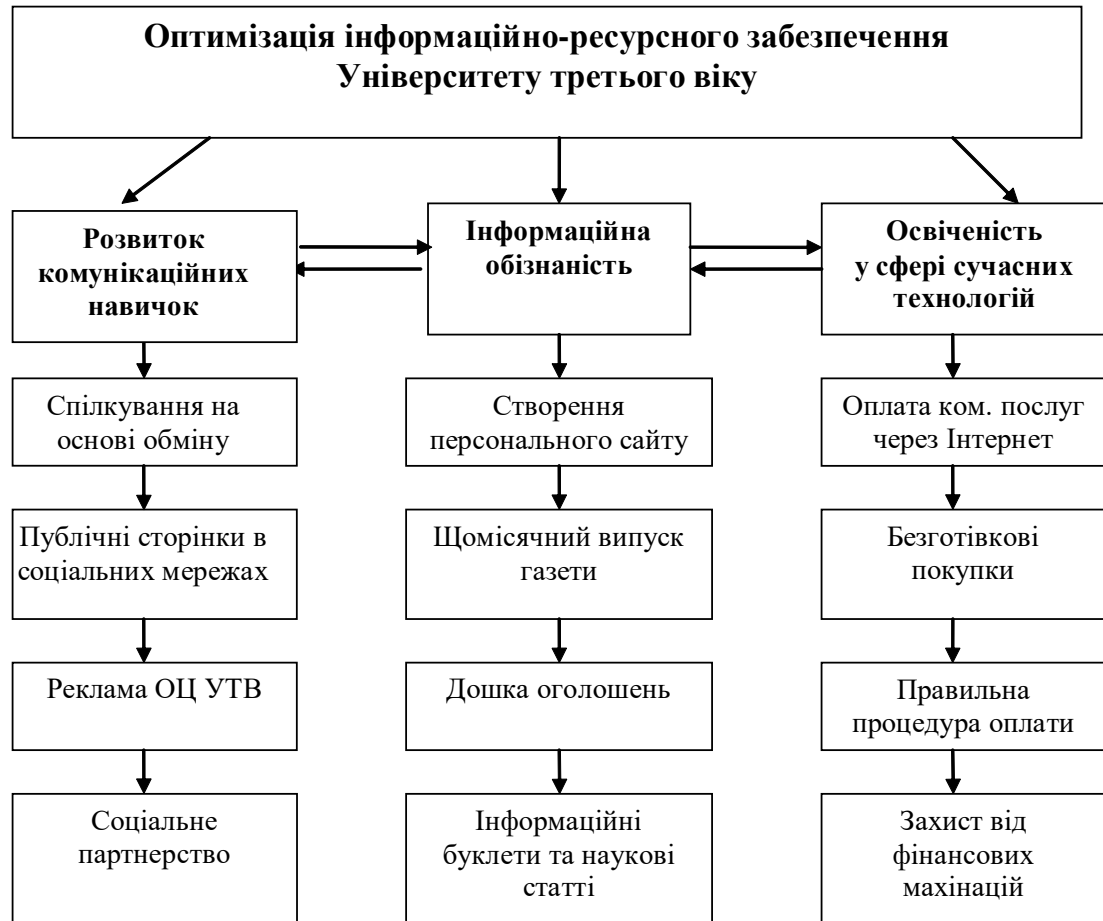 Оптимізація інформаційно-ресурсного забезпечення
Університету третього віку
Розвиток
комунікаційних
навичок
Інформаційна
обізнаність
Освіченість
у сфері сучасних
технологій
Спілкування на
основі обміну
Створення
персонального сайту
Оплата ком. послуг
через Інтернет
Публічні сторінки в
соціальних мережах
Щомісячний випуск
газети
Безготівкові
покупки
Реклама ОЦ УТВ
Дошка оголошень
Правильна
процедура оплати
Соціальне
партнерство
Інформаційні
буклети та наукові
статті
Захист від
фінансових
махінацій